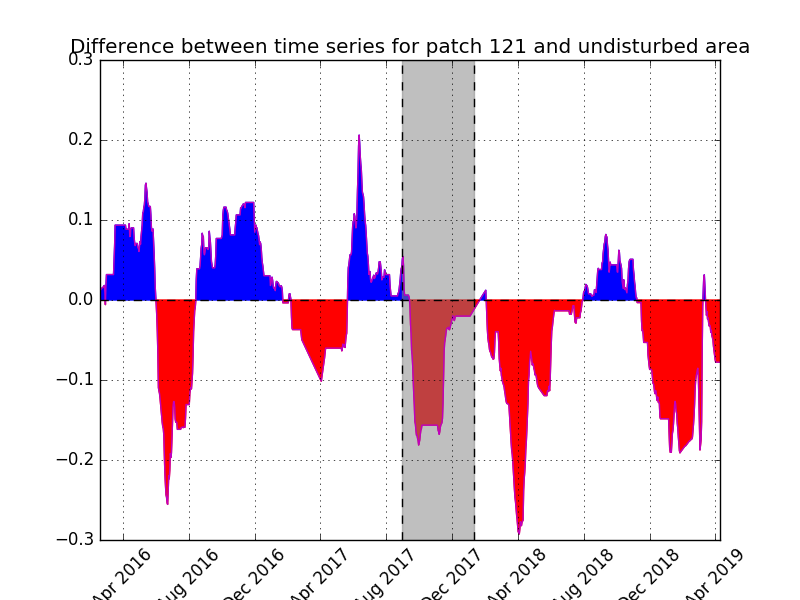 Difference between time series for patch 121 and undisturbed area
0.3
0.2
0.1
0.0
−0.1
−0.2
−0.3
Apr 2016
Aug 2016
Dec 2016
Apr 2017
Aug 2017
Dec 2017
Apr 2018
Aug 2018
Dec 2018
Apr 2019